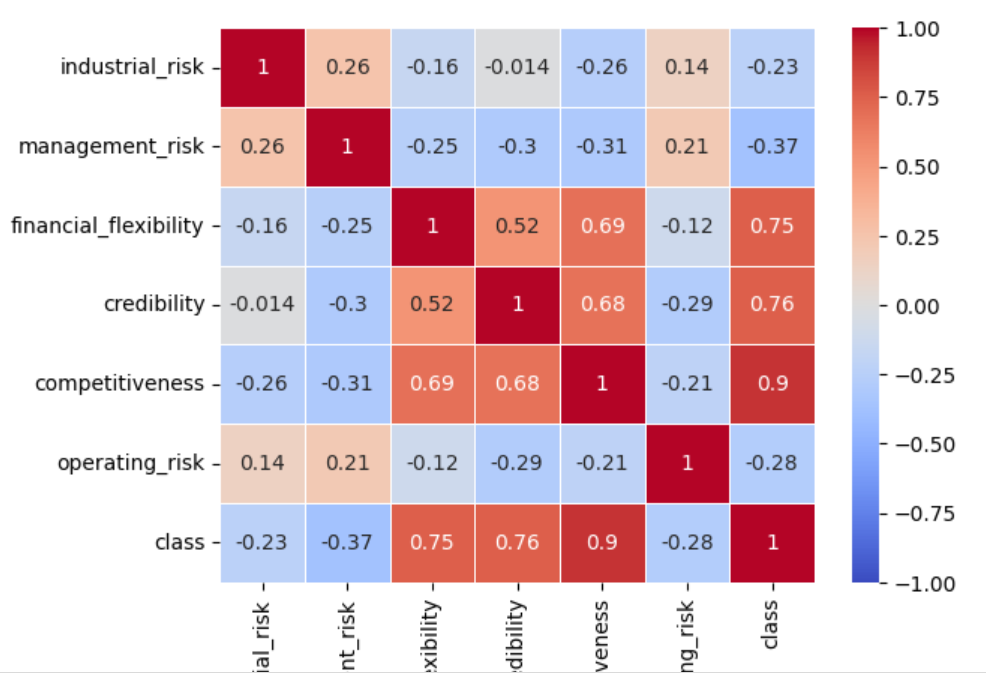 industrial_risk 1 0.26 -0.16 -0.014 -0.26 0.14 -0.23
management_risk 0.26 1 -0.25 -0.3 -0.31 0.21 -0.37
financial_flexibility -0.16 -0.25 1 0.52 0.69 -0.12 0.75
credibility -0.014 -0.3 0.52 1 0.68 -0.29 0.76
competitiveness -0.26 -0.31 0.69 0.68 1 -0.21 0.9
operating_risk 0.14 0.21 -0.12 -0.29 -0.21 1 -0.28
class -0.23 -0.37 0.75 0.76 0.9 -0.28 1
ial_risk
nt_risk
exibility
dibility
veness
ng_risk
class
1.00
0.75
0.50
0.25
0.00
−0.25
−0.50
−0.75
−1.00